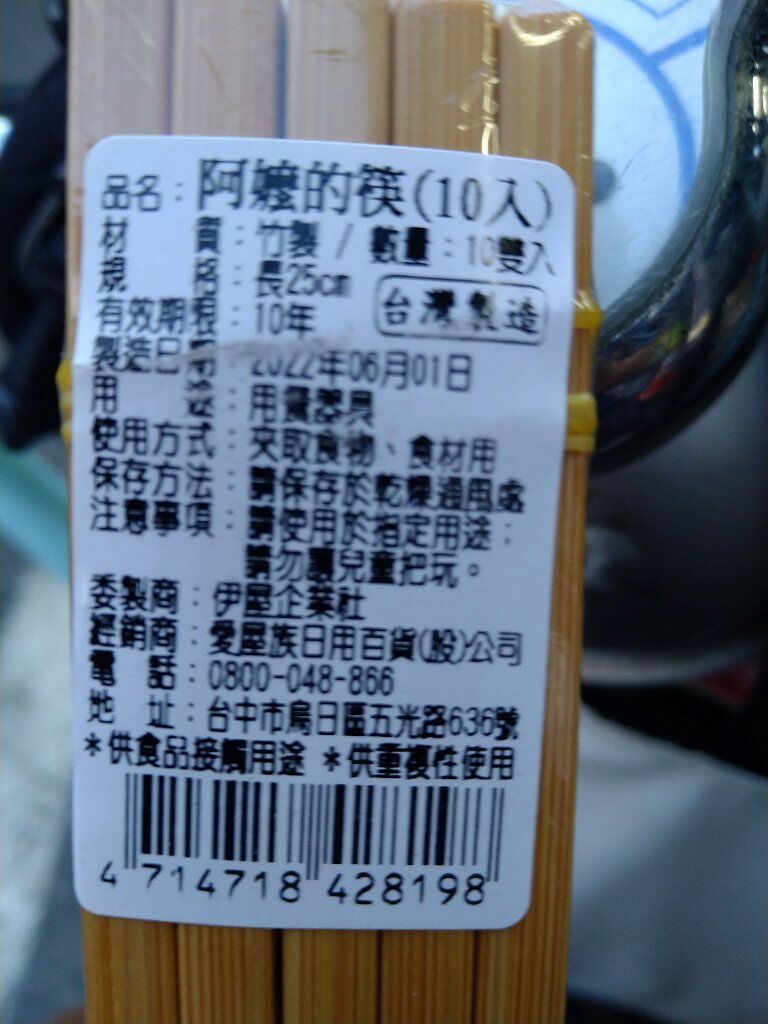 品名：阿嬤的筷(10入)
材　質：竹製 / 數量：10雙入
規　格：長25cm
台灣製造
有效期限：10年
製造日期：2022年06月01日
用　途：用餐器具
使用方式：夾取食物、食材用
保存方法：請保存於乾燥通風處
注意事項：請使用於指定用途；
請勿讓兒童把玩。
委製商：伊屋企業社
經銷商：愛屋族日用百貨(股)公司
電　話：0800-048-866
地　址：台中市烏日區五光路636號
＊供食品接觸用途 ＊供重複性使用
4 714718 428198